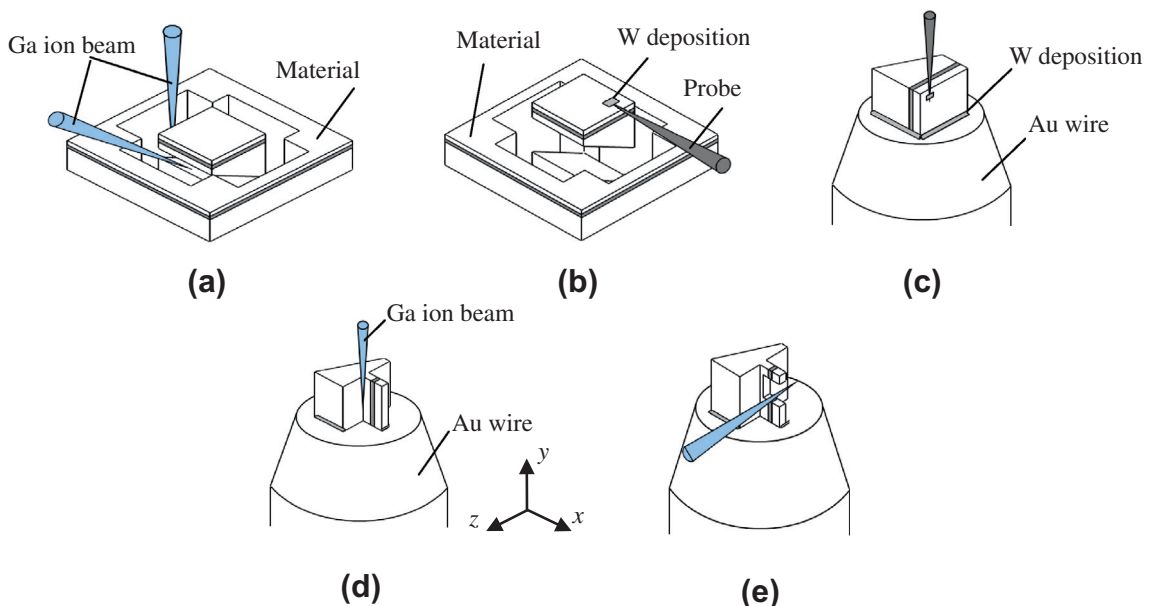 Ga ion beam
Material
(a)
Material
W deposition
Probe
(b)
W deposition
Au wire
(c)
Ga ion beam
Au wire
y
z
x
(d)
(e)